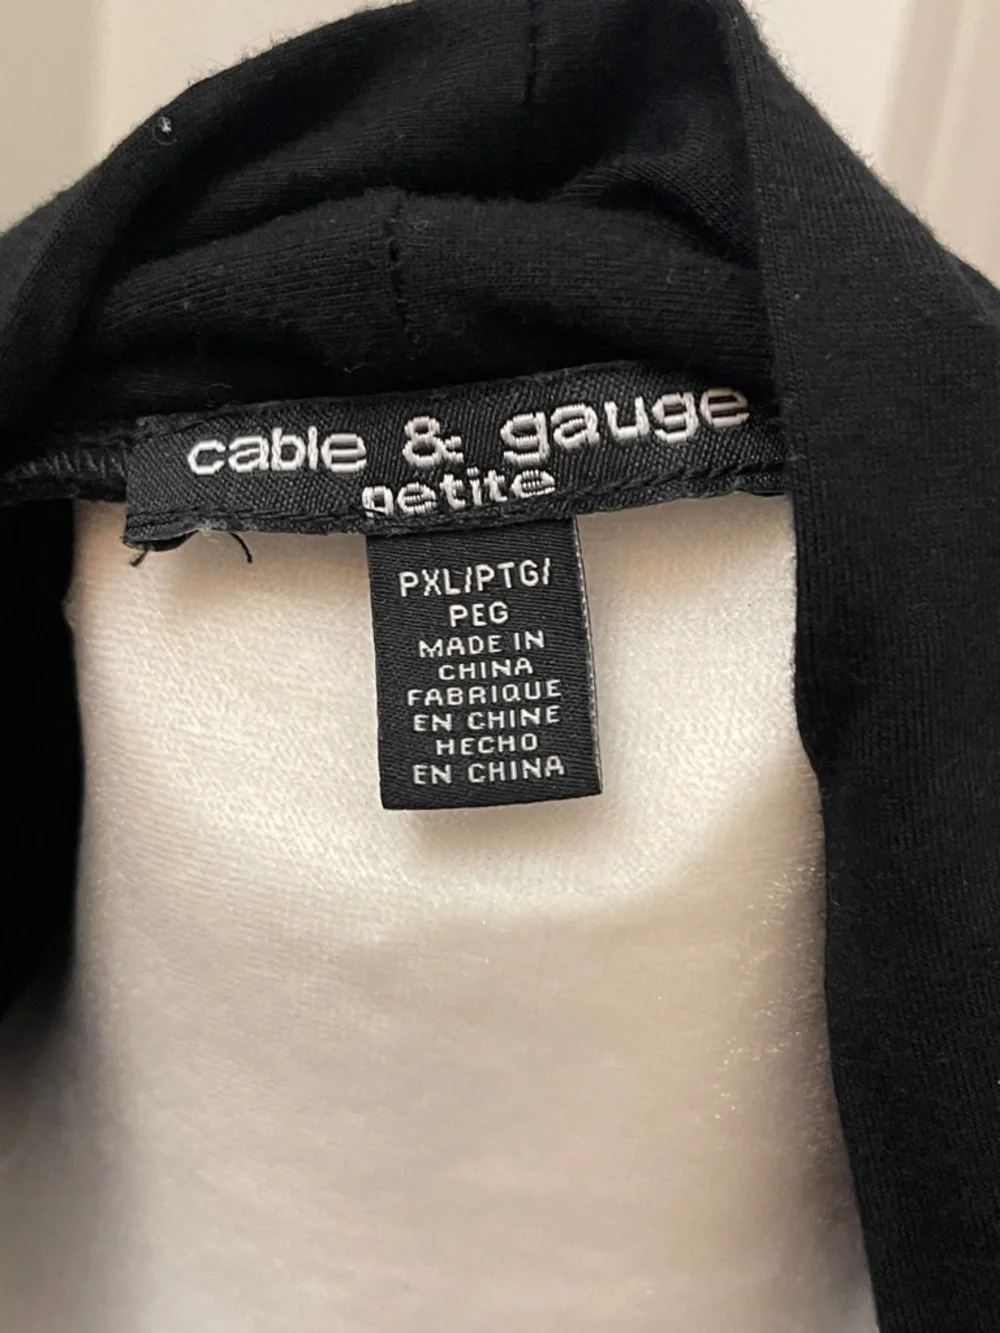 cable & gauge
petite
PXL/PTG/
PEG
MADE IN
CHINA
FABRIQUE
EN CHINE
HECHO
EN CHINA